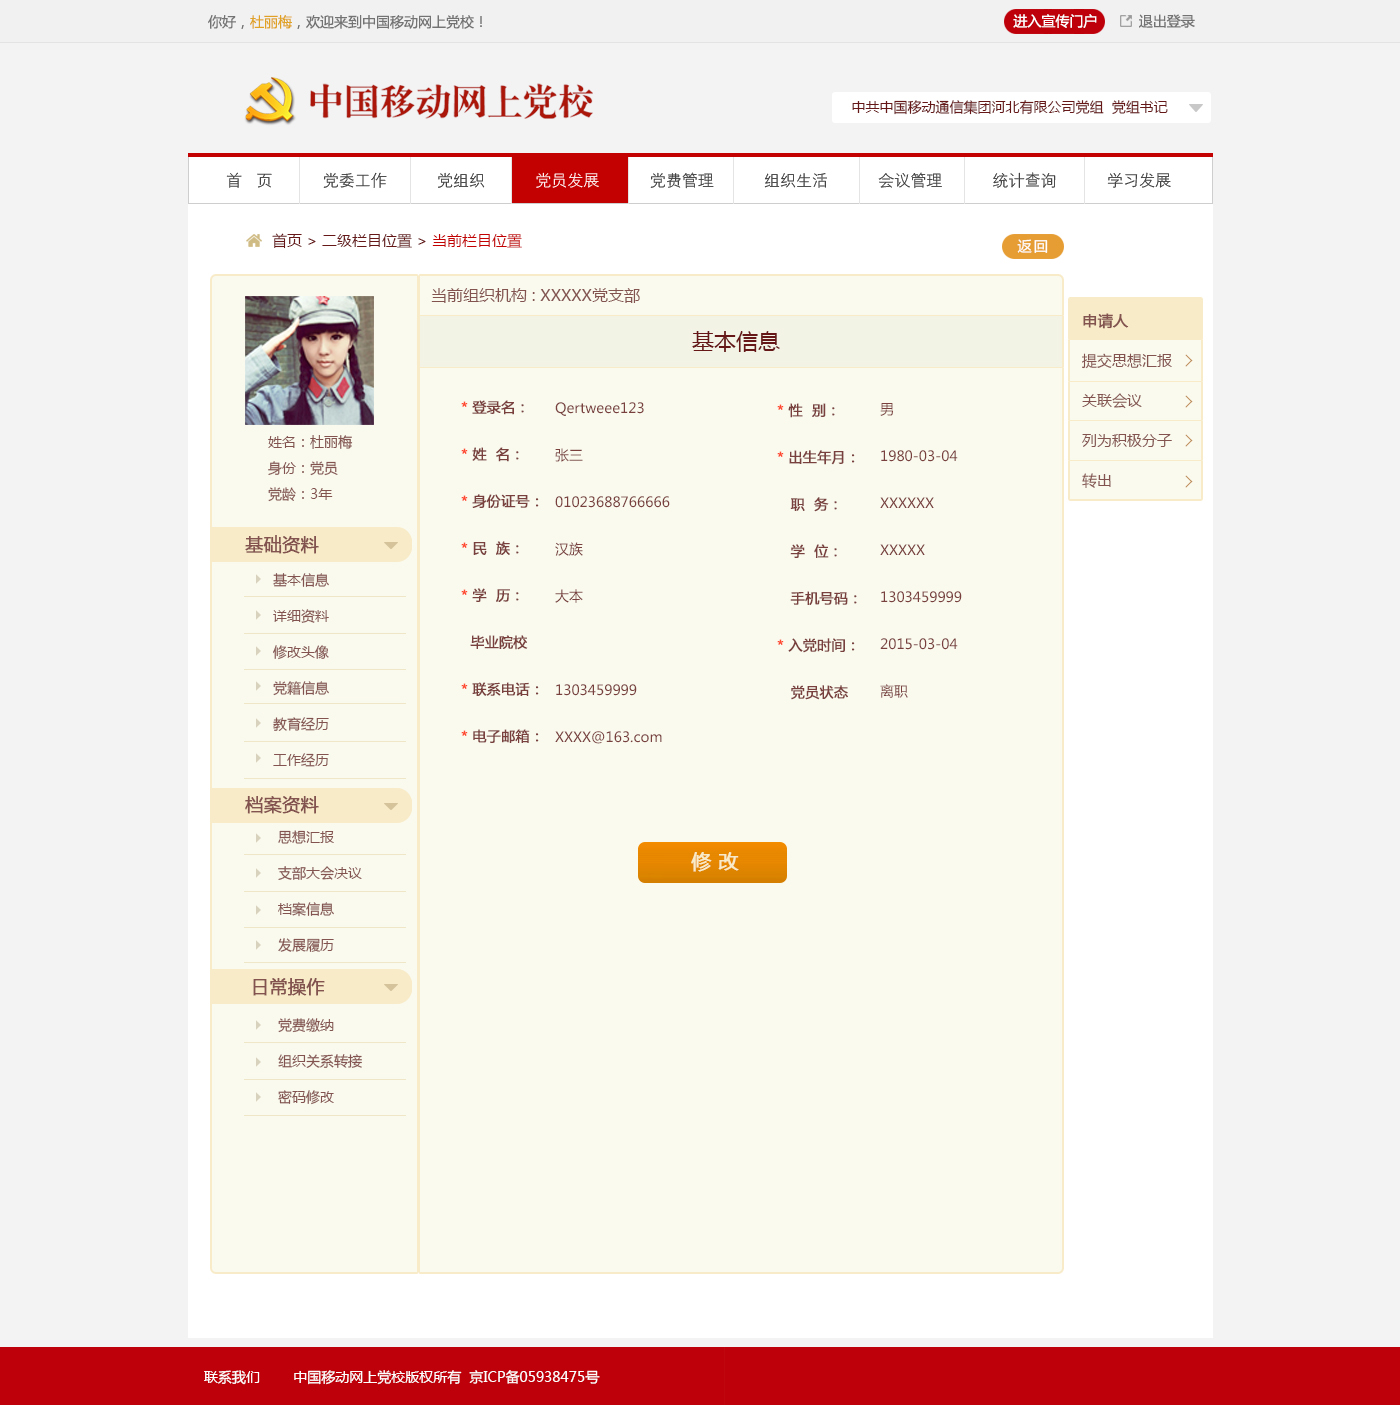 你好，杜丽梅，欢迎来到中国移动网上党校！
进入宣传门户 退出登录
中国移动网上党校
中共中国移动通信集团河北有限公司党组 党组书记
首 页 党委工作 党组织 党员发展 党费管理 组织生活 会议管理 统计查询 学习发展
首页 > 二级栏目位置 > 当前栏目位置
返回
姓名：杜丽梅
身份：党员
党龄：3年
基础资料
基本信息
详细资料
修改头像
党籍信息
教育经历
工作经历
档案资料
思想汇报
支部大会决议
档案信息
发展履历
日常操作
党费缴纳
组织关系转接
密码修改
当前组织机构：XXXXX党支部
基本信息
* 登录名： Qertweee123 * 性 别： 男
* 姓 名： 张三 * 出生年月： 1980-03-04
* 身份证号： 01023688766666 职 务： XXXXXX
* 民 族： 汉族 学 位： XXXXX
* 学 历： 大本 手机号码： 1303459999
毕业院校 * 入党时间： 2015-03-04
* 联系电话： 1303459999 党员状态 离职
* 电子邮箱： XXXX@163.com
修 改
申请人
提交思想汇报
关联会议
列为积极分子
转出
联系我们 中国移动网上党校版权所有 京ICP备05938475号